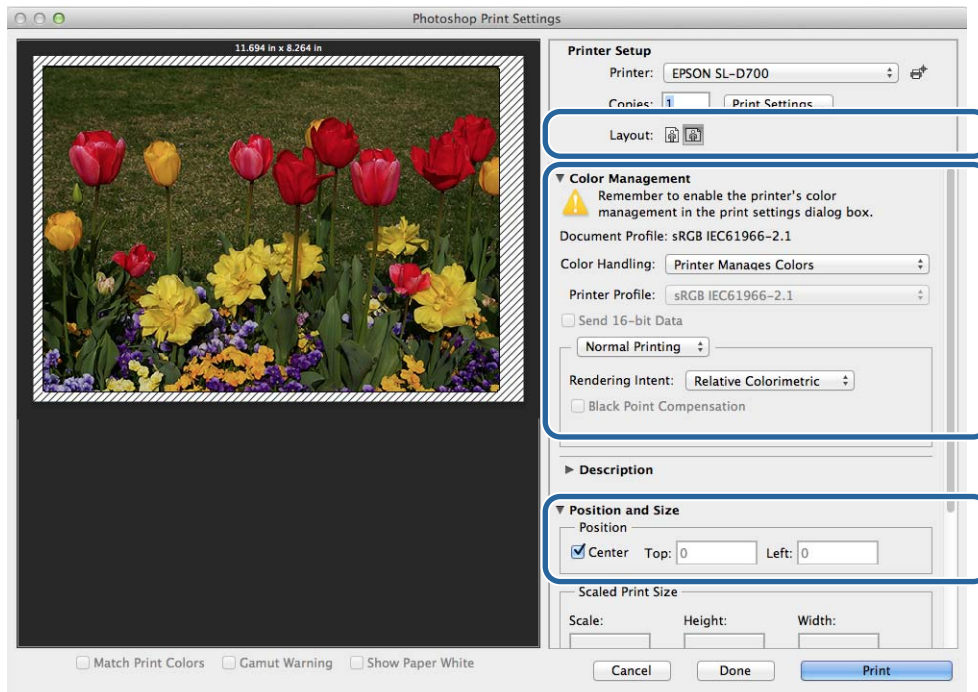 Photoshop Print Settings
11.694 in x 8.264 in
Printer Setup
Printer: EPSON SL-D700
Copies: 1 Print Settings...
Layout:
Color Management
Remember to enable the printer's color
management in the print settings dialog box.
Document Profile: sRGB IEC61966-2.1
Color Handling: Printer Manages Colors
Printer Profile: sRGB IEC61966-2.1
Send 16-bit Data
Normal Printing
Rendering Intent: Relative Colorimetric
Black Point Compensation
Description
Position and Size
Position
Center Top: 0 Left: 0
Scaled Print Size
Scale: Height: Width:
Match Print Colors Gamut Warning Show Paper White
Cancel Done Print